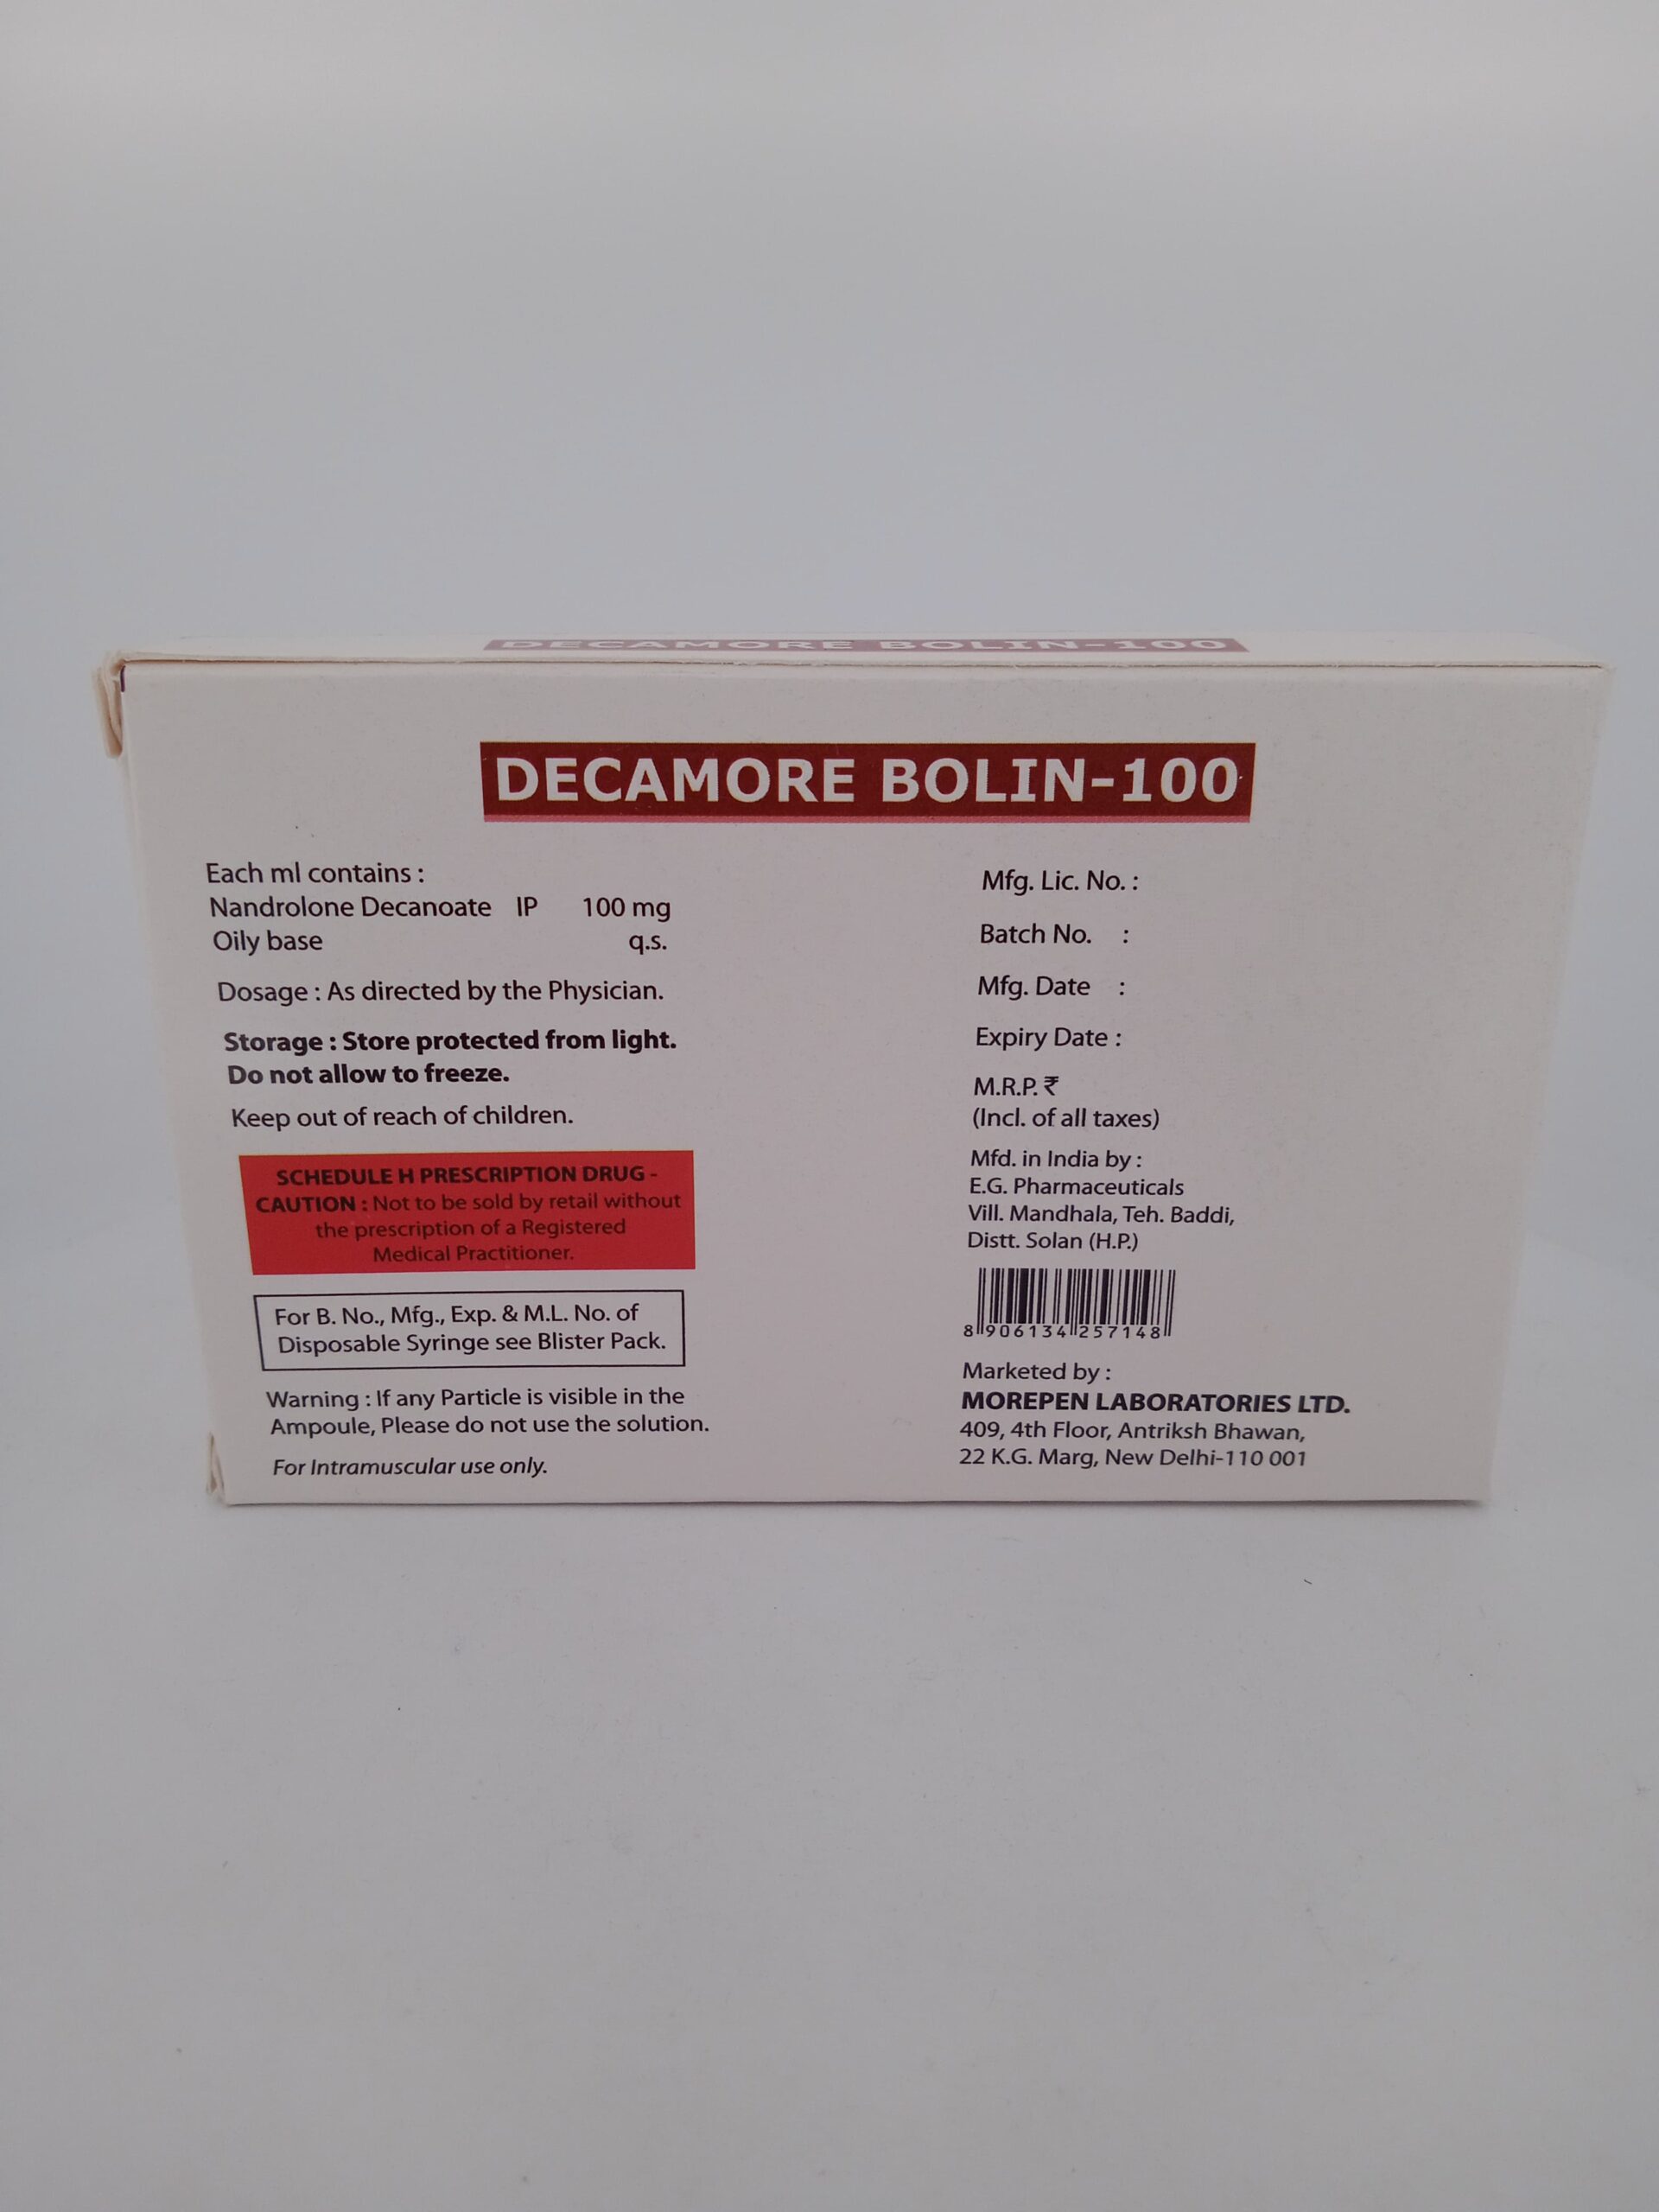 DECAMORE BOLIN-100
DECAMORE BOLIN-100
Each ml contains :
Nandrolone Decanoate IP 100 mg
Oily base q.s.
Dosage : As directed by the Physician.
Storage : Store protected from light.
Do not allow to freeze.
Keep out of reach of children.
SCHEDULE H PRESCRIPTION DRUG -
CAUTION : Not to be sold by retail without
the prescription of a Registered
Medical Practitioner.
For B. No., Mfg., Exp. & M.L. No. of
Disposable Syringe see Blister Pack.
Warning : If any Particle is visible in the
Ampoule, Please do not use the solution.
For Intramuscular use only.
Mfg. Lic. No. :
Batch No. :
Mfg. Date :
Expiry Date :
M.R.P. ₹
(Incl. of all taxes)
Mfd. in India by :
E.G. Pharmaceuticals
Vill. Mandhala, Teh. Baddi,
Distt. Solan (H.P.)
8 906134 257148
Marketed by :
MOREPEN LABORATORIES LTD.
409, 4th Floor, Antriksh Bhawan,
22 K.G. Marg, New Delhi-110 001